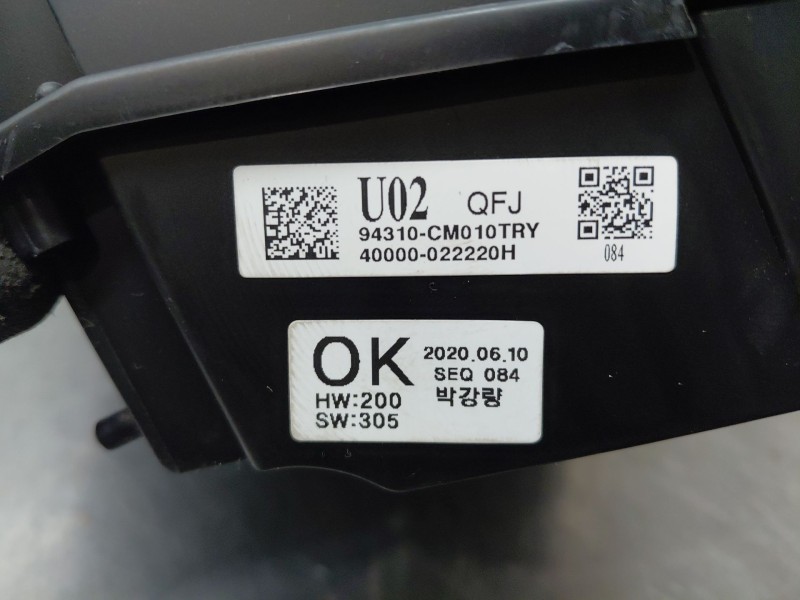 U02 QFJ
94310-CM010TRY
40000-022220H
084
OK 2020.06.10
SEQ 084
HW:200 박강량
SW:305